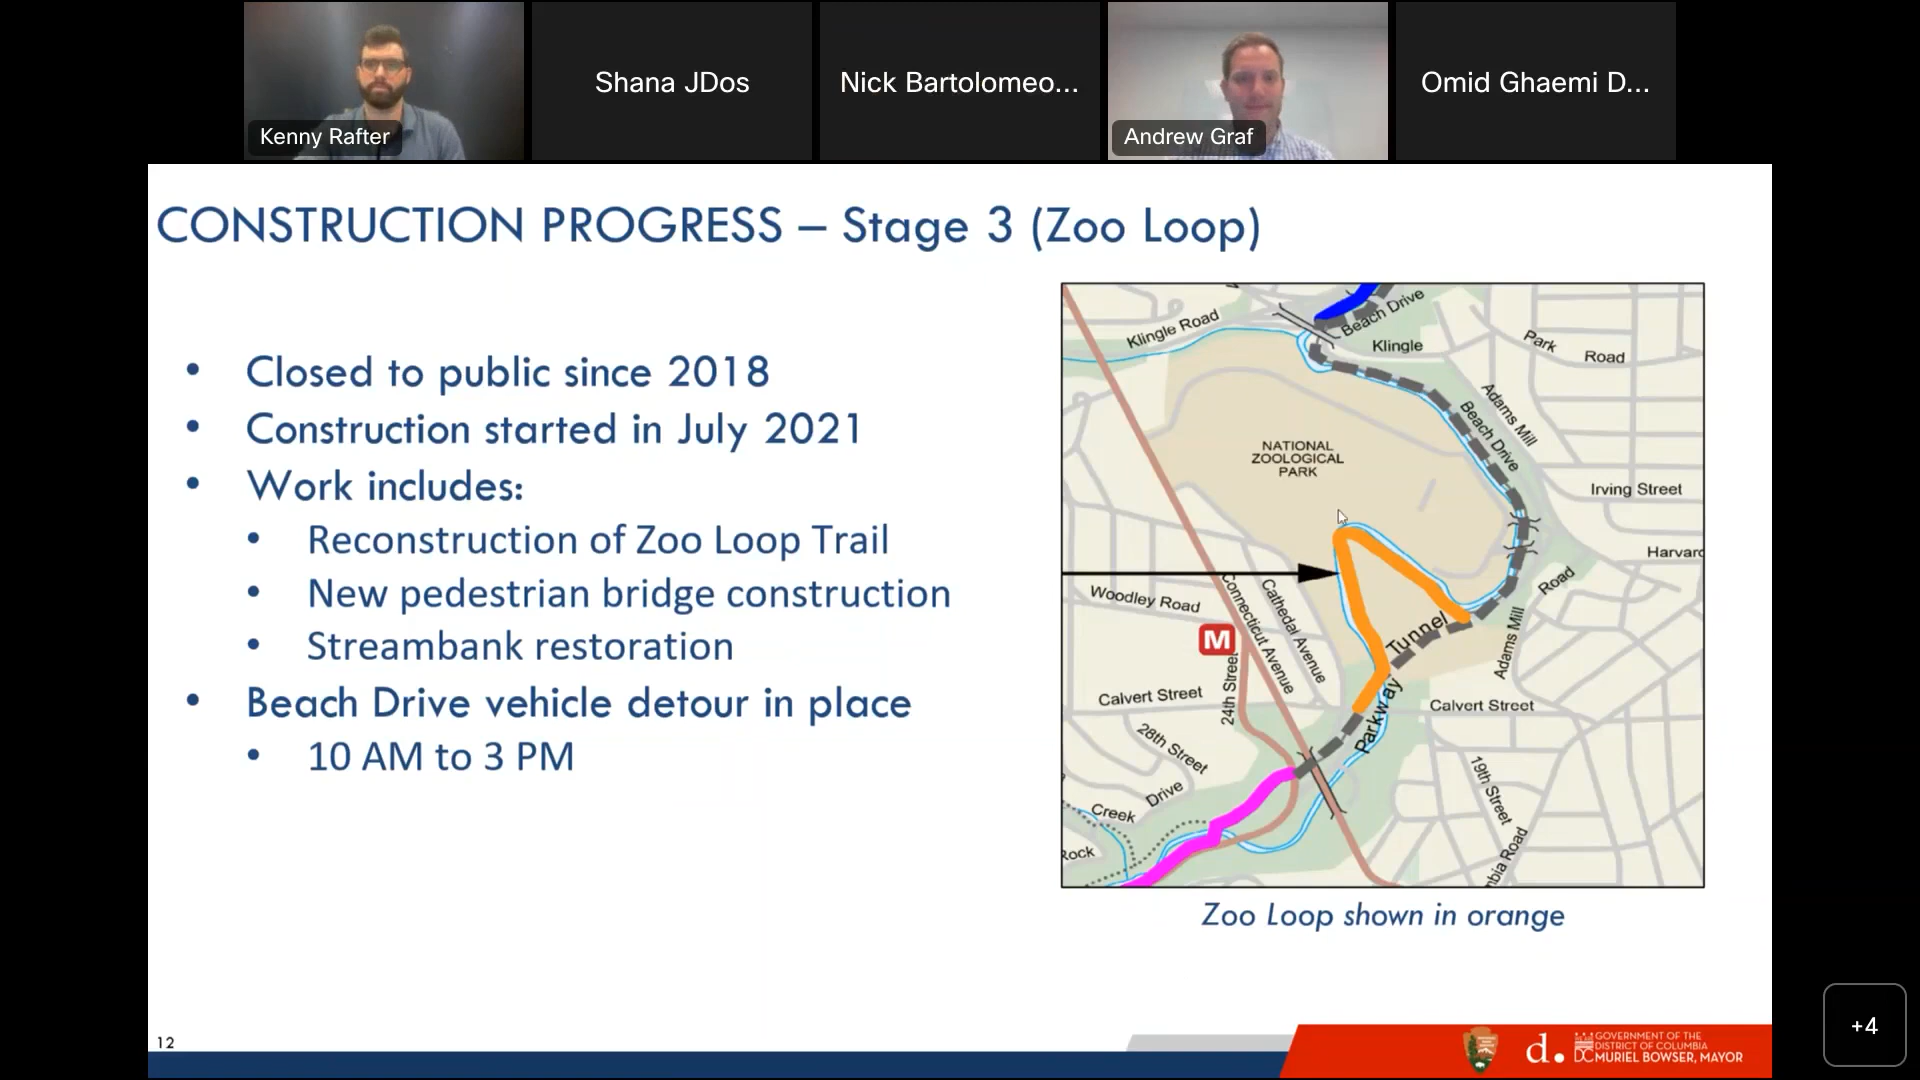 Kenny Rafter
Shana JDos
Nick Bartolomeo...
Andrew Graf
Omid Ghaemi D...
CONSTRUCTION PROGRESS – Stage 3 (Zoo Loop)
• Closed to public since 2018
• Construction started in July 2021
• Work includes:
• Reconstruction of Zoo Loop Trail
• New pedestrian bridge construction
• Streambank restoration
• Beach Drive vehicle detour in place
• 10 AM to 3 PM
Klingle Road
Beach Drive
Klingle
Park Road
Adams Mill
Beach Drive
NATIONAL
ZOOLOGICAL
PARK
Irving Street
Harvard
Road
Adams Mill
Woodley Road
Connecticut Avenue
Cathedal Avenue
Tunnel
M
24th Street
Calvert Street
Parkway
Calvert Street
28th Street
19th Street
Creek
Drive
Rock
mbia Road
Zoo Loop shown in orange
12
d.
GOVERNMENT OF THE
DISTRICT OF COLUMBIA
DC MURIEL BOWSER, MAYOR
+4